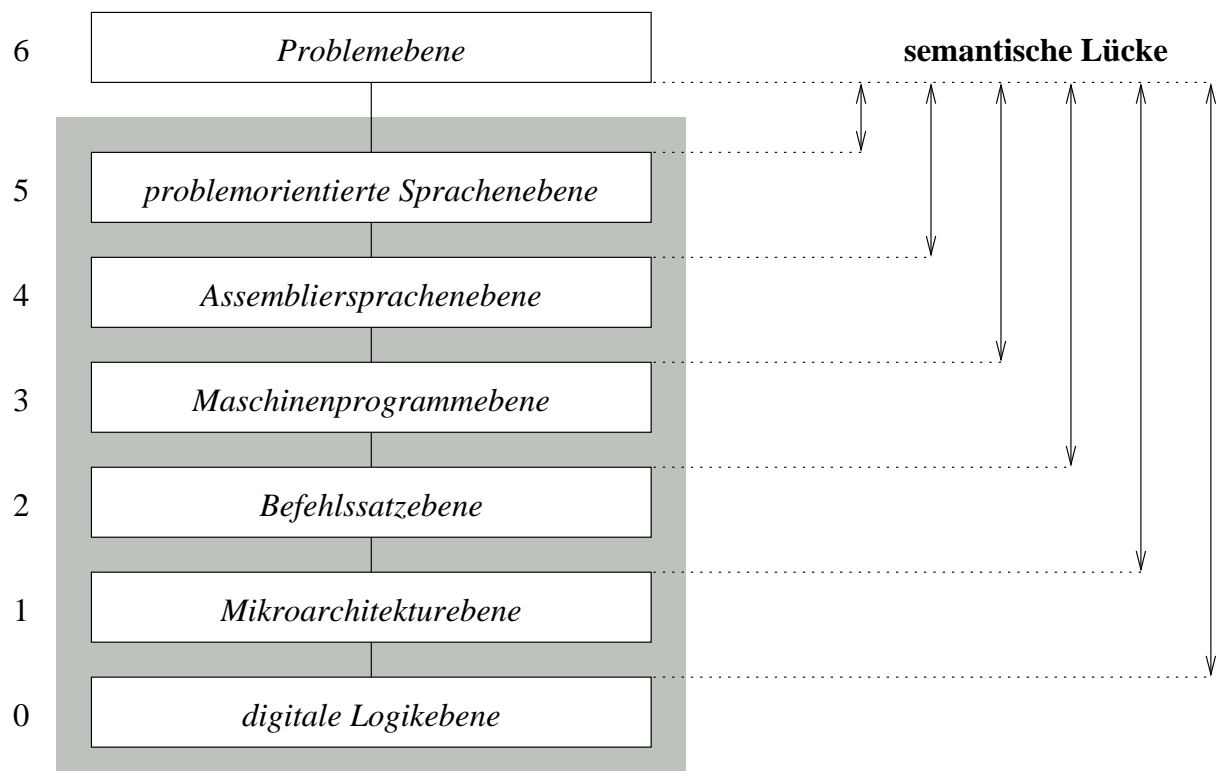 6 Problemebene semantische Lücke
5 problemorientierte Sprachenebene
4 Assembliersprachenebene
3 Maschinenprogrammebene
2 Befehlssatzebene
1 Mikroarchitekturebene
0 digitale Logikebene